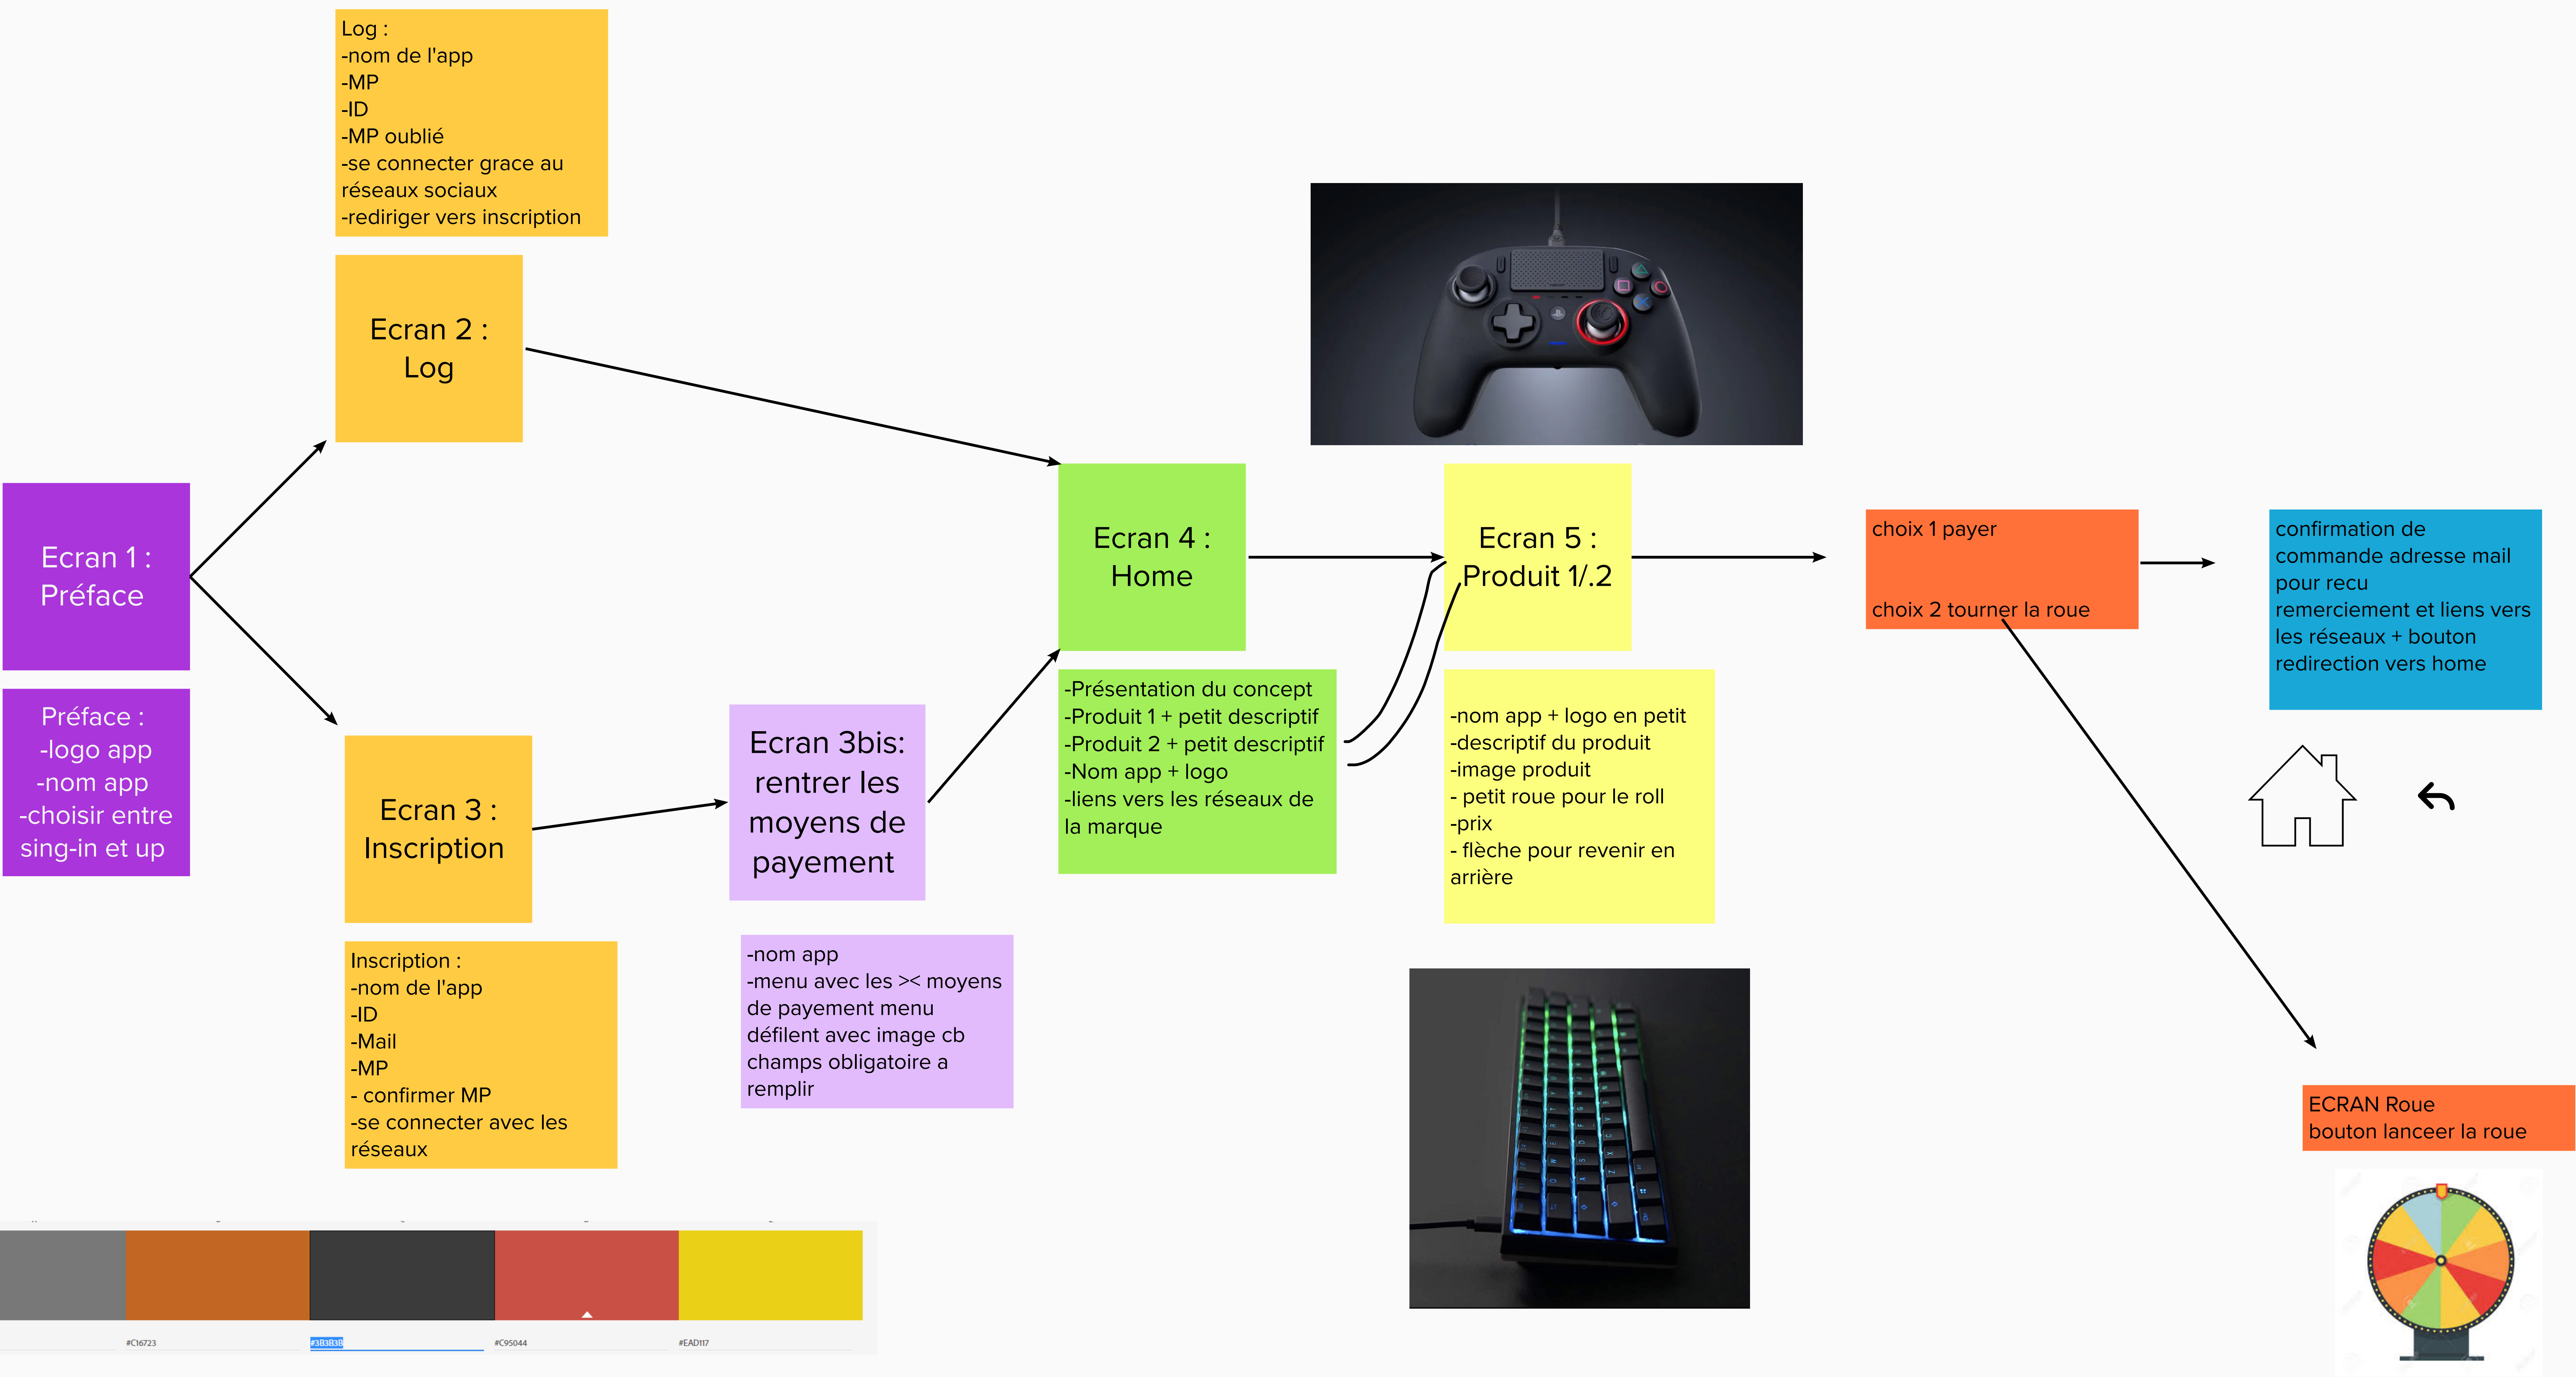 Log :
-nom de l'app
-MP
-ID
-MP oublié
-se connecter grace au
réseaux sociaux
-rediriger vers inscription
Ecran 2 :
Log
Ecran 1 :
Préface
Préface :
-logo app
-nom app
-choisir entre
sing-in et up
Ecran 3 :
Inscription
Inscription :
-nom de l'app
-ID
-Mail
-MP
- confirmer MP
-se connecter avec les
réseaux
Ecran 3bis:
rentrer les
moyens de
payement
-nom app
-menu avec les >< moyens
de payement menu
défilent avec image cb
champs obligatoire a
remplir
Ecran 4 :
Home
-Présentation du concept
-Produit 1 + petit descriptif
-Produit 2 + petit descriptif
-Nom app + logo
-liens vers les réseaux de
la marque
Ecran 5 :
Produit 1/.2
-nom app + logo en petit
-descriptif du produit
-image produit
- petit roue pour le roll
-prix
- flèche pour revenir en
arrière
choix 1 payer
choix 2 tourner la roue
confirmation de
commande adresse mail
pour recu
remerciement et liens vers
les réseaux + bouton
redirection vers home
ECRAN Roue
bouton lanceer la roue
#C16723
#3B3B3B
#C95044
#EAD117